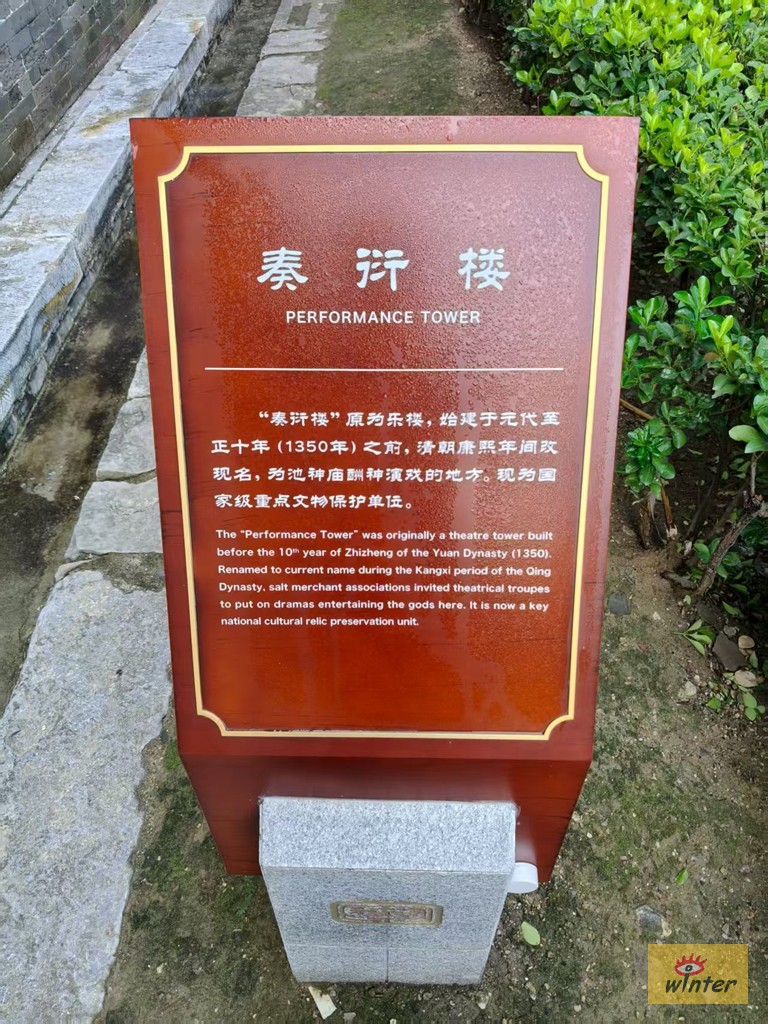 奏衍楼
PERFORMANCE TOWER
“奏衍楼”原为乐楼，始建于元代至
正十年（1350年）之前，清朝康熙年间改
现名，为池神庙酬神演戏的地方。现为国
家级重点文物保护单位。
The "Performance Tower" was originally a theatre tower built
before the 10th year of Zhizheng of the Yuan Dynasty (1350).
Renamed to current name during the Kangxi period of the Qing
Dynasty, salt merchant associations invited theatrical troupes
to put on dramas entertaining the gods here. It is now a key
national cultural relic preservation unit.
winter